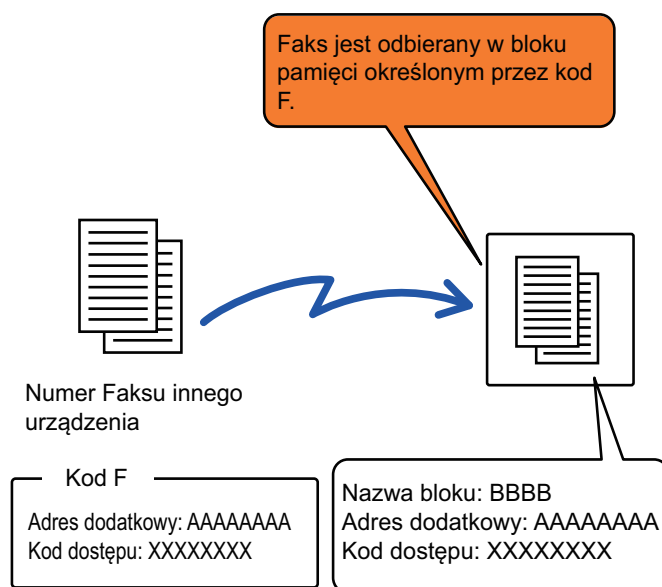 Faks jest odbierany w bloku
pamięci określonym przez kod
F.
Numer Faksu innego
urządzenia
Kod F
Adres dodatkowy: AAAAAAAA
Kod dostępu: XXXXXXXX
Nazwa bloku: BBBB
Adres dodatkowy: AAAAAAAA
Kod dostępu: XXXXXXXX